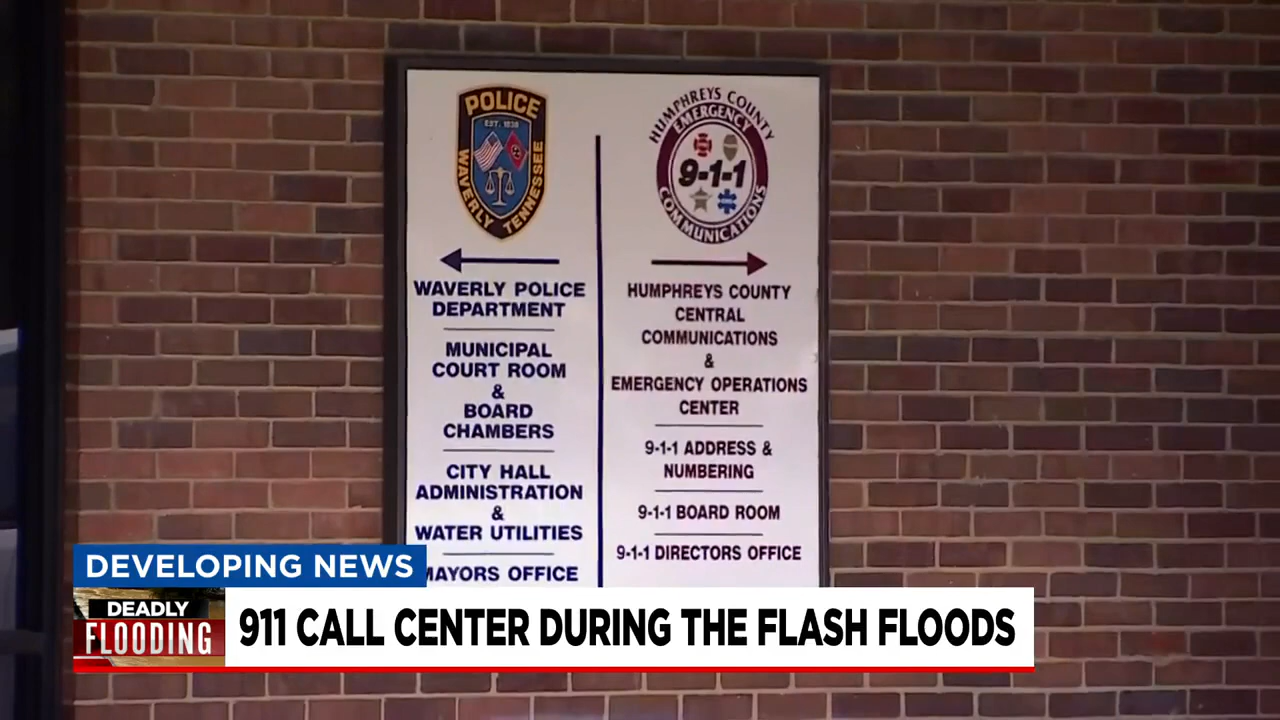 POLICE
EST. 1838
WAVERLY TENNESSEE
WAVERLY POLICE
DEPARTMENT
MUNICIPAL
COURT ROOM
&
BOARD
CHAMBERS
CITY HALL
ADMINISTRATION
&
WATER UTILITIES
MAYORS OFFICE
HUMPHREYS COUNTY
EMERGENCY
9-1-1
COMMUNICATIONS
HUMPHREYS COUNTY
CENTRAL
COMMUNICATIONS
&
EMERGENCY OPERATIONS
CENTER
9-1-1 ADDRESS &
NUMBERING
9-1-1 BOARD ROOM
9-1-1 DIRECTORS OFFICE
DEVELOPING NEWS
DEADLY
FLOODING
911 CALL CENTER DURING THE FLASH FLOODS